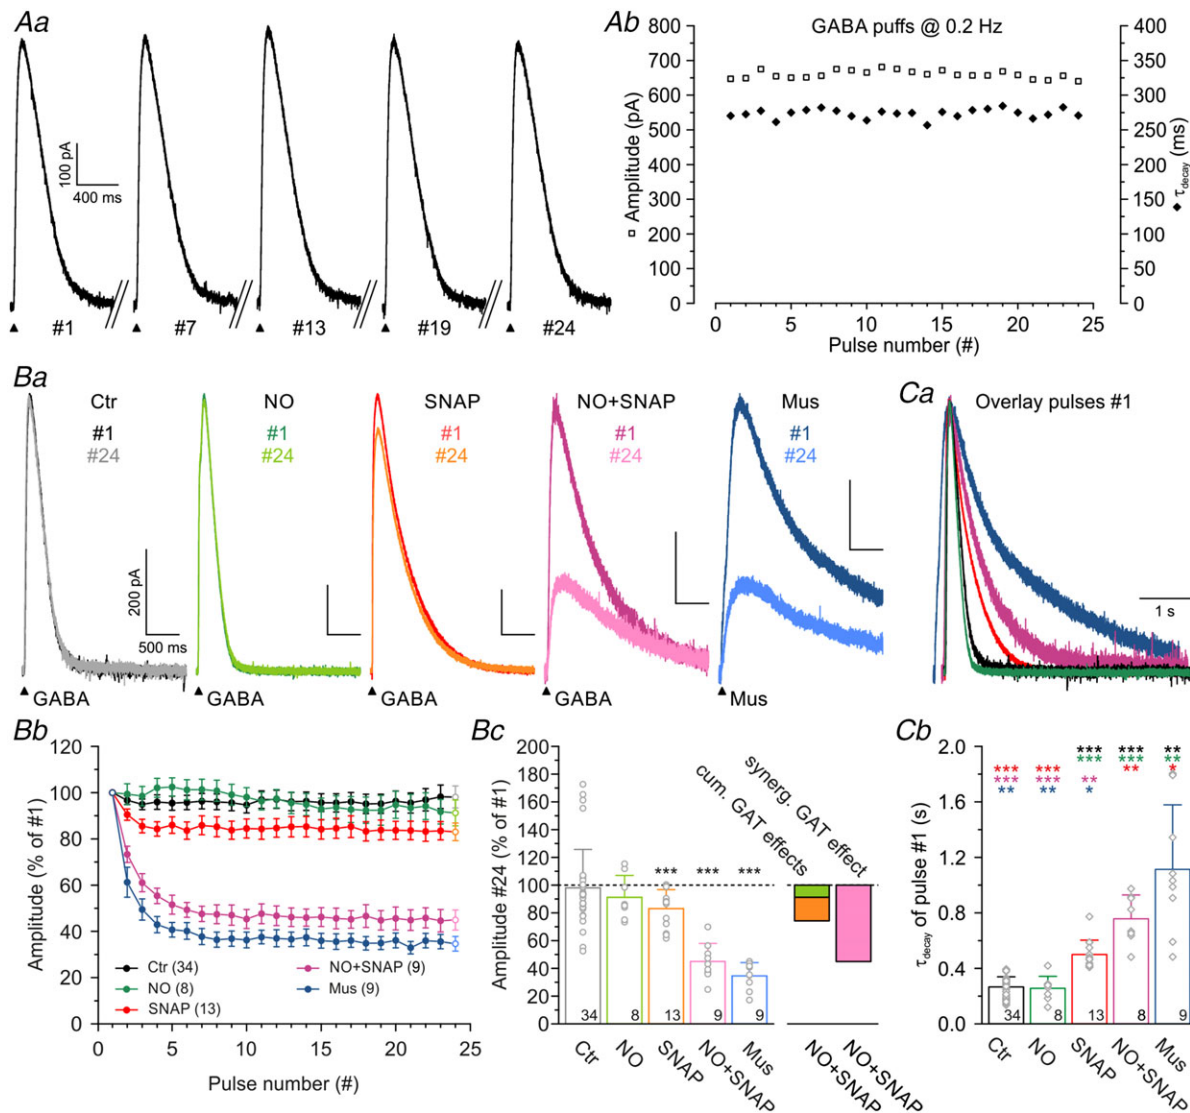 Aa
100 pA
400 ms
#1
#7
#13
#19
#24
Ab
GABA puffs @ 0.2 Hz
800
700
600
500
400
300
200
100
0
Amplitude (pA)
400
350
300
250
200
150
100
50
0
τdecay (ms)
0
5
10
15
20
25
Pulse number (#)
Ba
Ctr
#1
#24
200 pA
500 ms
GABA
NO
#1
#24
GABA
SNAP
#1
#24
GABA
NO+SNAP
#1
#24
GABA
Mus
#1
#24
Mus
Ca
Overlay pulses #1
1 s
Bb
120
100
80
60
40
20
0
Amplitude (% of #1)
Ctr (34)
NO (8)
SNAP (13)
NO+SNAP (9)
Mus (9)
0
5
10
15
20
25
Pulse number (#)
Bc
200
180
160
140
120
100
80
60
40
20
0
Amplitude #24 (% of #1)
*** *** ***
cum. GAT effects
synerg. GAT effect
34
8
13
9
9
Ctr
NO
SNAP
NO+SNAP
Mus
NO+SNAP
NO+SNAP
Cb
2.0
1.6
1.2
0.8
0.4
0.0
τdecay of pulse #1 (s)
*** *** **
*** *** *** *** **
*** *** ** ** *
** ** *
34
8
13
8
9
Ctr
NO
SNAP
NO+SNAP
Mus